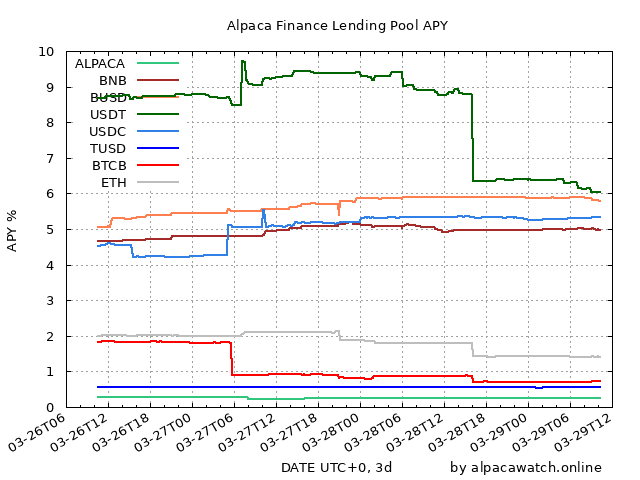 Alpaca Finance Lending Pool APY
10
9
8
7
6
5
4
3
2
1
0
APY %
ALPACA
BNB
BUSD
USDT
USDC
TUSD
BTCB
ETH
03-26T06
03-26T12
03-26T18
03-27T00
03-27T06
03-27T12
03-27T18
03-28T00
03-28T06
03-28T12
03-28T18
03-29T00
03-29T06
03-29T12
DATE UTC+0, 3d
by alpacawatch.online